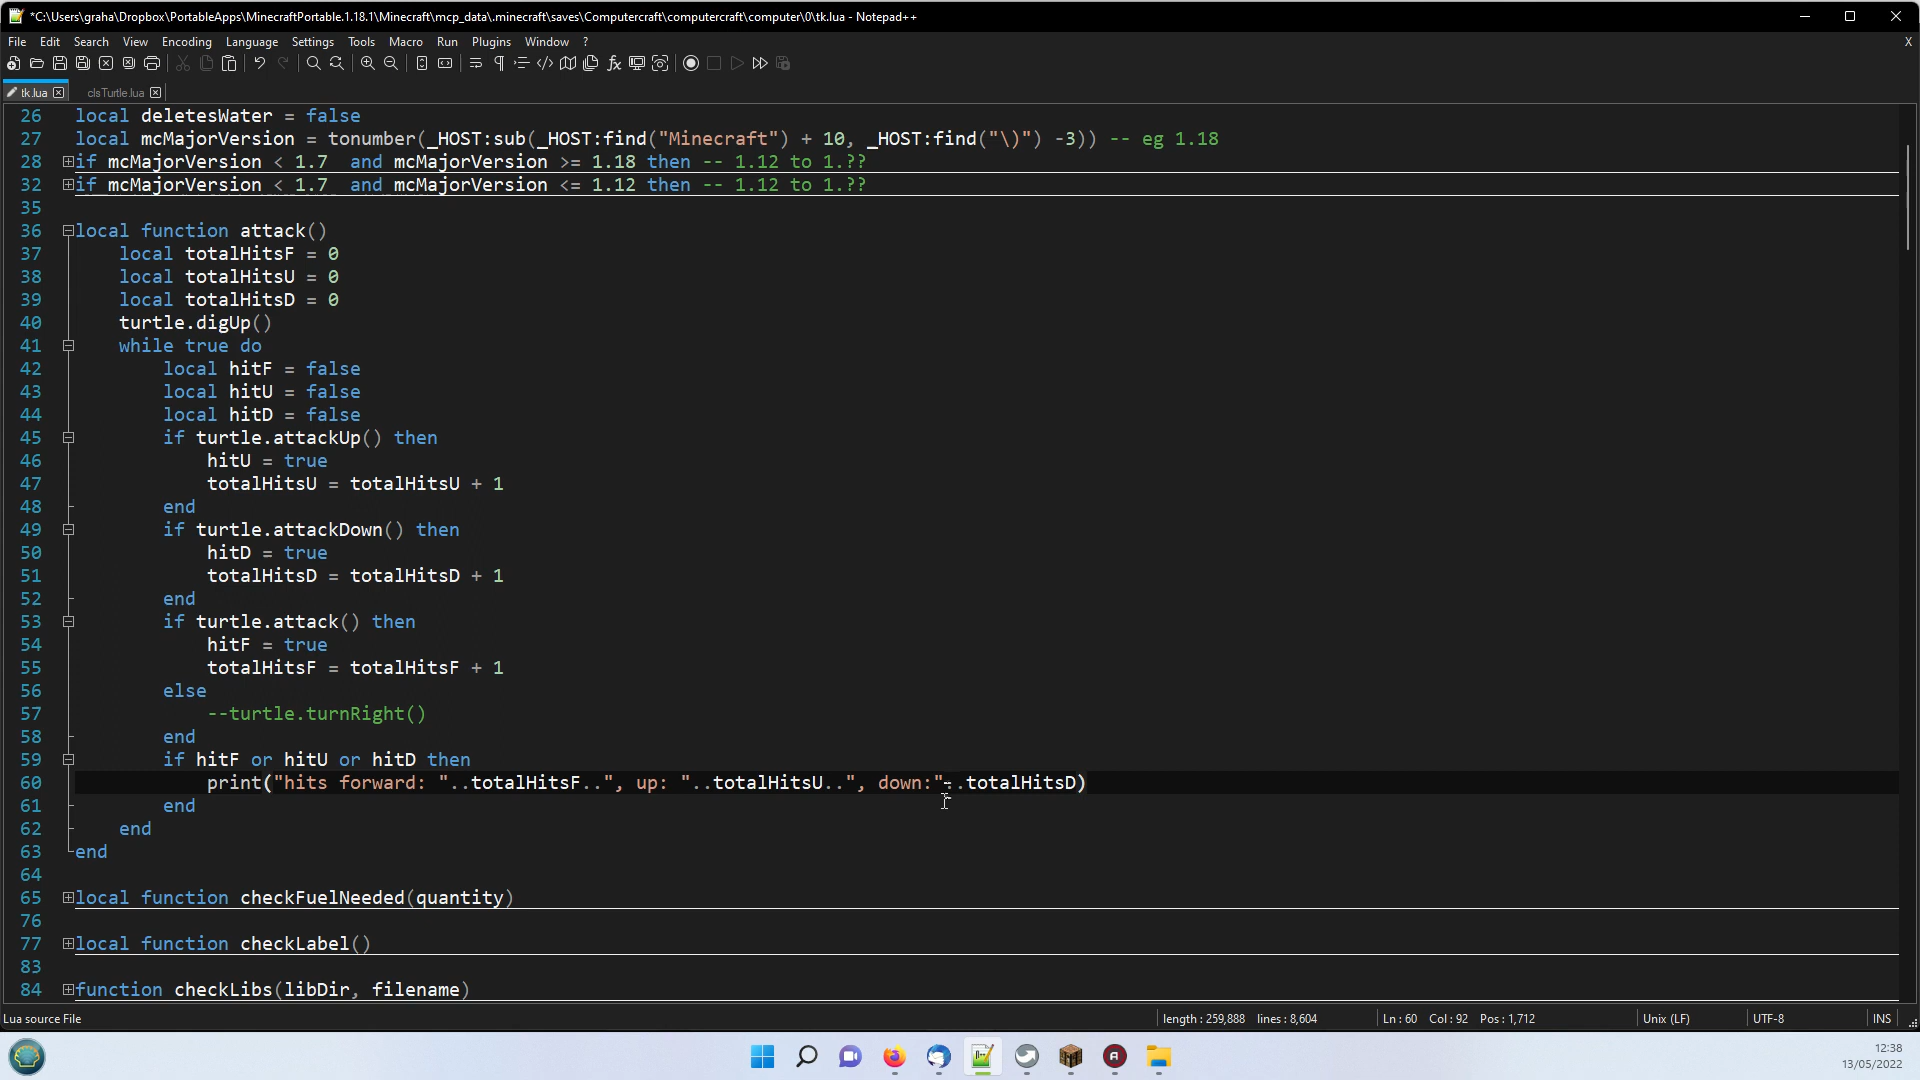 *C:\Users\graha\Dropbox\PortableApps\MinecraftPortable.1.18.1\Minecraft\mcp_data\.minecraft\saves\Computercraft\computercraft\computer\0\tk.lua - Notepad++
File Edit Search View Encoding Language Settings Tools Macro Run Plugins Window ? X
tk.lua clsTurtle.lua
26 local deletesWater = false
27 local mcMajorVersion = tonumber(_HOST:sub(_HOST:find("Minecraft") + 10, _HOST:find("\)") -3)) -- eg 1.18
28 if mcMajorVersion < 1.7  and mcMajorVersion >= 1.18 then -- 1.12 to 1.??
32 if mcMajorVersion < 1.7  and mcMajorVersion <= 1.12 then -- 1.12 to 1.??
35
36 local function attack()
37     local totalHitsF = 0
38     local totalHitsU = 0
39     local totalHitsD = 0
40     turtle.digUp()
41     while true do
42         local hitF = false
43         local hitU = false
44         local hitD = false
45         if turtle.attackUp() then
46             hitU = true
47             totalHitsU = totalHitsU + 1
48         end
49         if turtle.attackDown() then
50             hitD = true
51             totalHitsD = totalHitsD + 1
52         end
53         if turtle.attack() then
54             hitF = true
55             totalHitsF = totalHitsF + 1
56         else
57             --turtle.turnRight()
58         end
59         if hitF or hitU or hitD then
60             print("hits forward: "..totalHitsF..", up: "..totalHitsU..", down:"..totalHitsD)
61         end
62     end
63 end
64
65 local function checkFuelNeeded(quantity)
76
77 local function checkLabel()
83
84 function checkLibs(libDir, filename)
Lua source File length : 259,888 lines : 8,604 Ln : 60 Col : 92 Pos : 1,712 Unix (LF) UTF-8 INS
12:38
13/05/2022